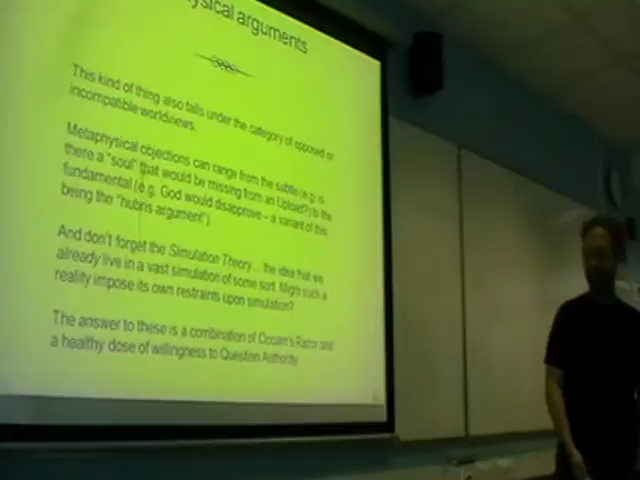 ysical arguments
This kind of thing also falls under the category of opposed or
incompatible worldviews.
Metaphysical objections can range from the subtle (e.g. is
there a "soul" that would be missing from an Upload?) to the
fundamental (e.g. God would disapprove – a variant of this
being the "hubris argument").
And don't forget the Simulation Theory... the idea that we
already live in a vast simulation of some sort. Might such a
reality impose its own restraints upon simulation?
The answer to these is a combination of Occam's Razor and
a healthy dose of willingness to Question Authority.